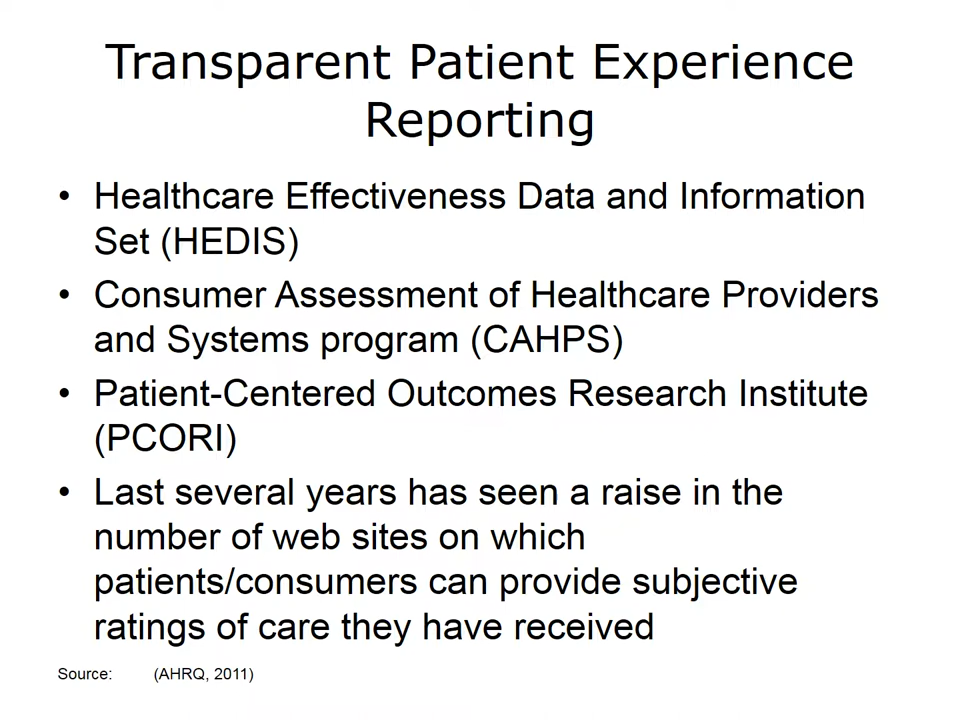 Transparent Patient Experience
Reporting
• Healthcare Effectiveness Data and Information
Set (HEDIS)
• Consumer Assessment of Healthcare Providers
and Systems program (CAHPS)
• Patient-Centered Outcomes Research Institute
(PCORI)
• Last several years has seen a raise in the
number of web sites on which
patients/consumers can provide subjective
ratings of care they have received
Source: (AHRQ, 2011)